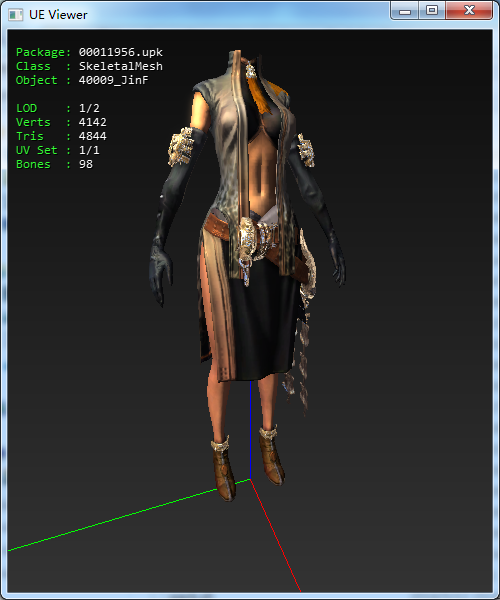 UE Viewer
Package: 00011956.upk
Class : SkeletalMesh
Object : 40009_JinF
LOD : 1/2
Verts : 4142
Tris : 4844
UV Set : 1/1
Bones : 98